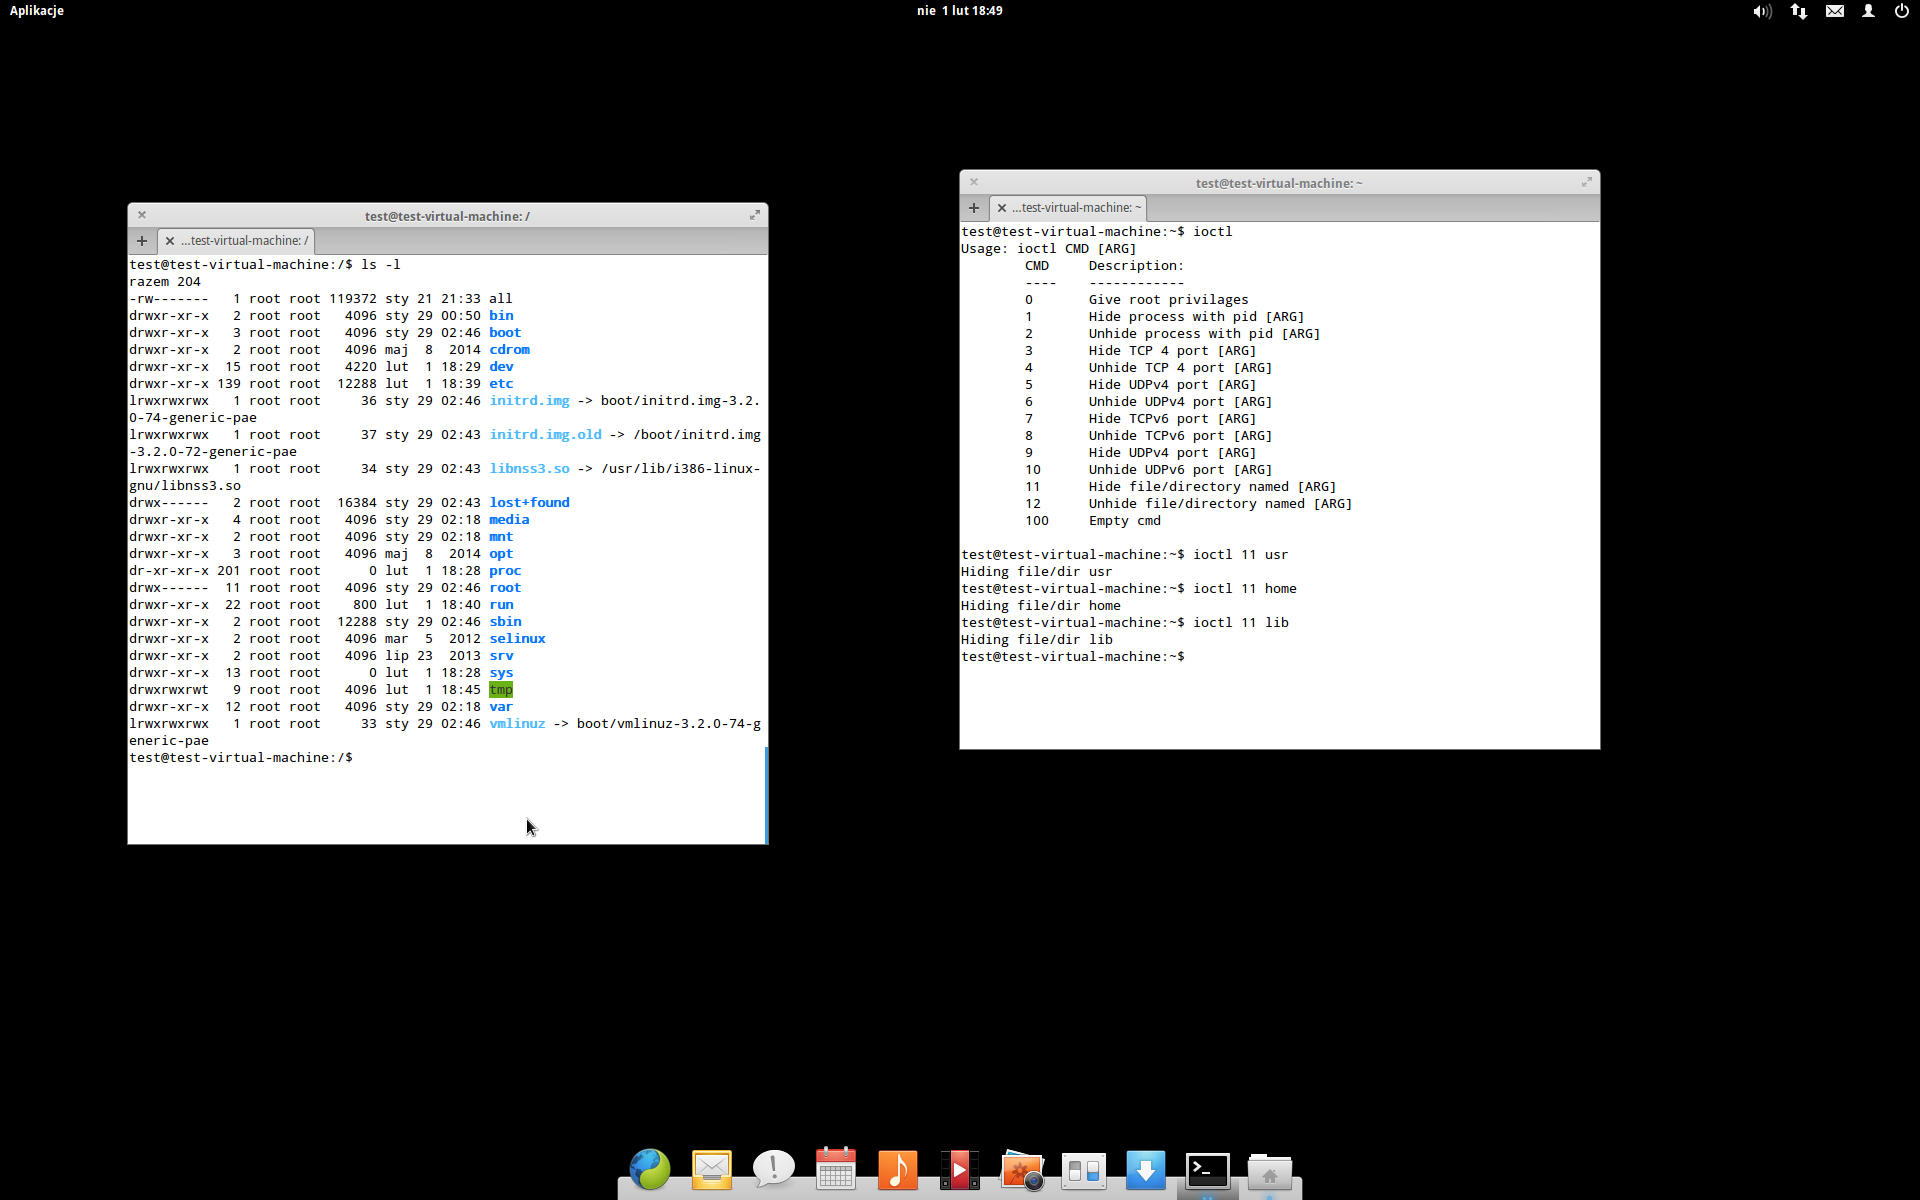 Aplikacje
nie 1 lut 18:49
test@test-virtual-machine: /
...test-virtual-machine: /
test@test-virtual-machine:/$ ls -l
razem 204
-rw-------   1 root root 119372 sty 21 21:33 all
drwxr-xr-x   2 root root   4096 sty 29 00:50 bin
drwxr-xr-x   3 root root   4096 sty 29 02:46 boot
drwxr-xr-x   2 root root   4096 maj  8  2014 cdrom
drwxr-xr-x  15 root root   4220 lut  1 18:29 dev
drwxr-xr-x 139 root root  12288 lut  1 18:39 etc
lrwxrwxrwx   1 root root     36 sty 29 02:46 initrd.img -> boot/initrd.img-3.2.
0-74-generic-pae
lrwxrwxrwx   1 root root     37 sty 29 02:43 initrd.img.old -> /boot/initrd.img
-3.2.0-72-generic-pae
lrwxrwxrwx   1 root root     34 sty 29 02:43 libnss3.so -> /usr/lib/i386-linux-
gnu/libnss3.so
drwx------   2 root root  16384 sty 29 02:43 lost+found
drwxr-xr-x   4 root root   4096 sty 29 02:18 media
drwxr-xr-x   2 root root   4096 sty 29 02:18 mnt
drwxr-xr-x   3 root root   4096 maj  8  2014 opt
dr-xr-xr-x 201 root root      0 lut  1 18:28 proc
drwx------  11 root root   4096 sty 29 02:46 root
drwxr-xr-x  22 root root    800 lut  1 18:40 run
drwxr-xr-x   2 root root  12288 sty 29 02:46 sbin
drwxr-xr-x   2 root root   4096 mar  5  2012 selinux
drwxr-xr-x   2 root root   4096 lip 23  2013 srv
drwxr-xr-x  13 root root      0 lut  1 18:28 sys
drwxrwxrwt   9 root root   4096 lut  1 18:45 tmp
drwxr-xr-x  12 root root   4096 sty 29 02:18 var
lrwxrwxrwx   1 root root     33 sty 29 02:46 vmlinuz -> boot/vmlinuz-3.2.0-74-g
eneric-pae
test@test-virtual-machine:/$
test@test-virtual-machine: ~
...test-virtual-machine: ~
test@test-virtual-machine:~$ ioctl
Usage: ioctl CMD [ARG]
CMD     Description:
----    ------------
0       Give root privilages
1       Hide process with pid [ARG]
2       Unhide process with pid [ARG]
3       Hide TCP 4 port [ARG]
4       Unhide TCP 4 port [ARG]
5       Hide UDPv4 port [ARG]
6       Unhide UDPv4 port [ARG]
7       Hide TCPv6 port [ARG]
8       Unhide TCPv6 port [ARG]
9       Hide UDPv4 port [ARG]
10      Unhide UDPv6 port [ARG]
11      Hide file/directory named [ARG]
12      Unhide file/directory named [ARG]
100     Empty cmd
test@test-virtual-machine:~$ ioctl 11 usr
Hiding file/dir usr
test@test-virtual-machine:~$ ioctl 11 home
Hiding file/dir home
test@test-virtual-machine:~$ ioctl 11 lib
Hiding file/dir lib
test@test-virtual-machine:~$